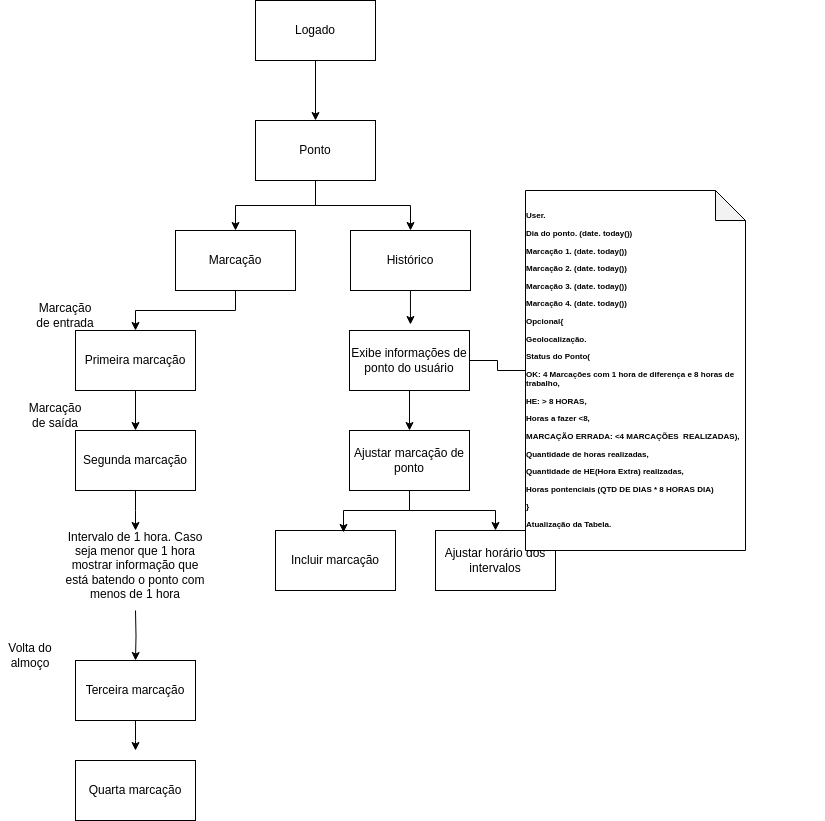 Logado
Ponto
Marcação
Histórico
Marcação
de entrada
Primeira marcação
Marcação
de saída
Segunda marcação
Intervalo de 1 hora. Caso
seja menor que 1 hora
mostrar informação que
está batendo o ponto com
menos de 1 hora
Volta do
almoço
Terceira marcação
Quarta marcação
Exibe informações de
ponto do usuário
Ajustar marcação de
ponto
Incluir marcação
Ajustar horário dos
intervalos
User.
Dia do ponto. (date. today())
Marcação 1. (date. today())
Marcação 2. (date. today())
Marcação 3. (date. today())
Marcação 4. (date. today())
Opcional{
Geolocalização.
Status do Ponto(
OK: 4 Marcações com 1 hora de diferença e 8 horas de
trabalho,
HE: > 8 HORAS,
Horas a fazer <8,
MARCAÇÃO ERRADA: <4 MARCAÇÕES  REALIZADAS),
Quantidade de horas realizadas,
Quantidade de HE(Hora Extra) realizadas,
Horas pontenciais (QTD DE DIAS * 8 HORAS DIA)
}
Atualização da Tabela.